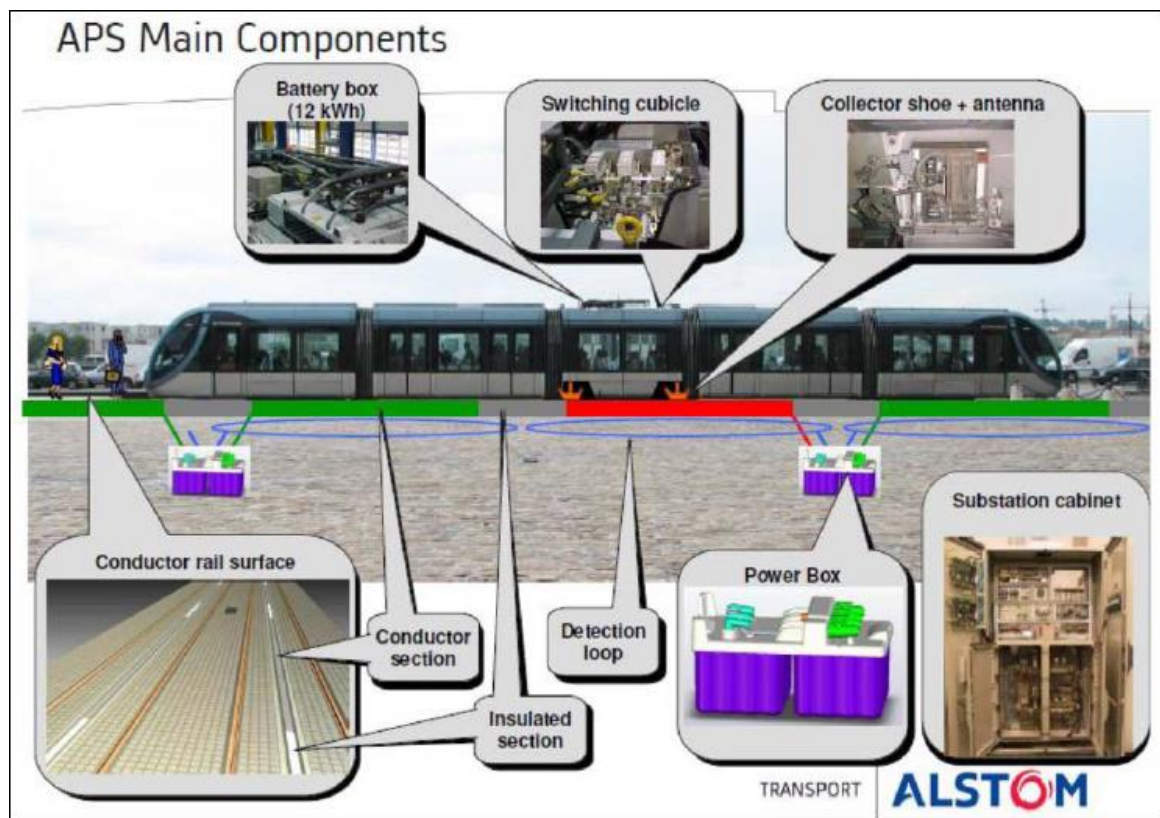 APS Main Components
Battery box
(12 kWh)
Switching cubicle
Collector shoe + antenna
Substation cabinet
Conductor rail surface
Power Box
Conductor
section
Detection
loop
Insulated
section
TRANSPORT
ALSTOM